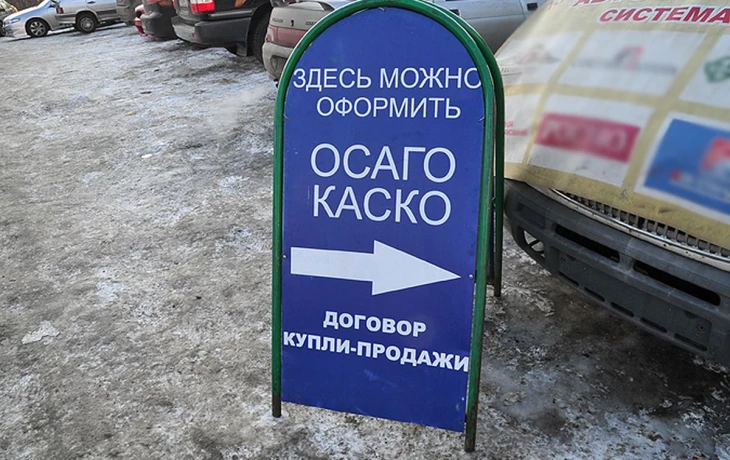 СИСТЕМА
ЗДЕСЬ МОЖНО
ОФОРМИТЬ
ОСАГО
КАСКО
ДОГОВОР
КУПЛИ-ПРОДАЖИ